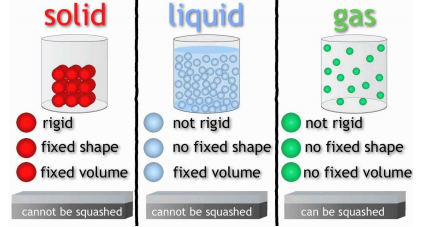 solid
rigid
fixed shape
fixed volume
cannot be squashed
liquid
not rigid
no fixed shape
fixed volume
cannot be squashed
gas
not rigid
no fixed shape
no fixed volume
can be squashed